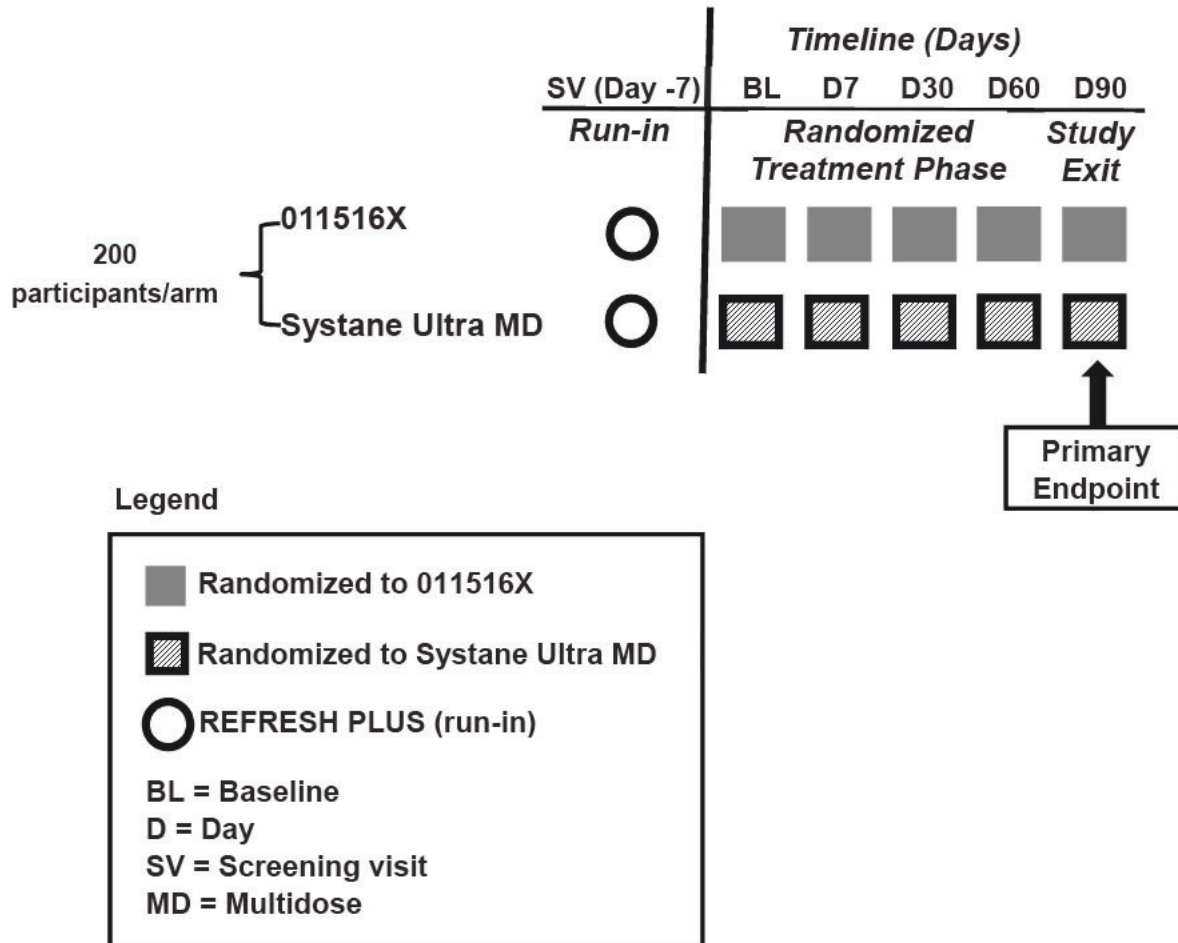 Timeline (Days)
SV (Day -7) BL D7 D30 D60 D90
Run-in Randomized Study
Treatment Phase Exit
011516X
200
participants/arm
Systane Ultra MD
Primary
Endpoint
Legend
Randomized to 011516X
Randomized to Systane Ultra MD
REFRESH PLUS (run-in)
BL = Baseline
D = Day
SV = Screening visit
MD = Multidose